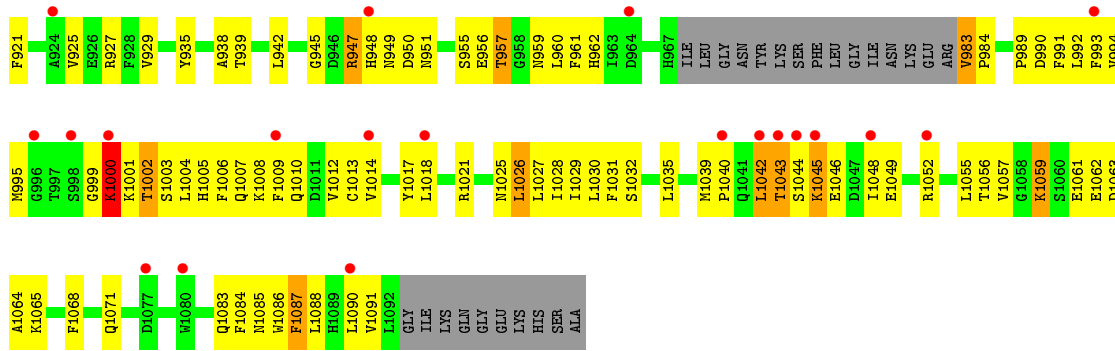 F921 A924 V925 E926 R927 F928 V929 Y935 A938 T939 L942 G945 D946 R947 H948 N949 D950 N951 S955 E956 T957 G958 N959 L960 F961 H962 I963 D964 H967 ILE LEU GLY ASN TYR LYS SER PHE LEU GLY ILE ASN LYS GLU ARG V983 P984 P989 D990 F991 L992 F993 V994
M995 G996 T997 S998 G999 K1000 K1001 T1002 S1003 L1004 H1005 F1006 Q1007 K1008 F1009 Q1010 D1011 V1012 C1013 V1014 Y1017 L1018 R1021 N1025 L1026 L1027 I1028 I1029 L1030 F1031 S1032 L1035 M1039 P1040 Q1041 L1042 T1043 S1044 K1045 E1046 D1047 I1048 E1049 R1052 L1055 T1056 V1057 G1058 K1059 S1060 E1061 E1062 D1063
A1064 K1065 F1068 Q1071 D1077 W1080 Q1083 F1084 N1085 W1086 F1087 L1088 H1089 L1090 V1091 L1092 GLY ILE LYS GLN GLY GLU LYS HIS SER ALA